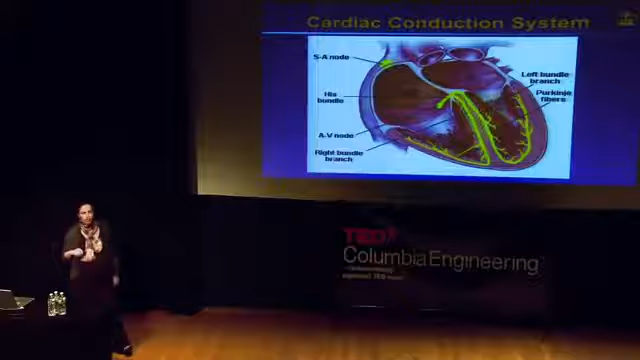 Cardiac Conduction System
S-A node
Left bundle
branch
Purkinje
fibers
His
bundle
A-V node
Right bundle
branch
TEDx
ColumbiaEngineering